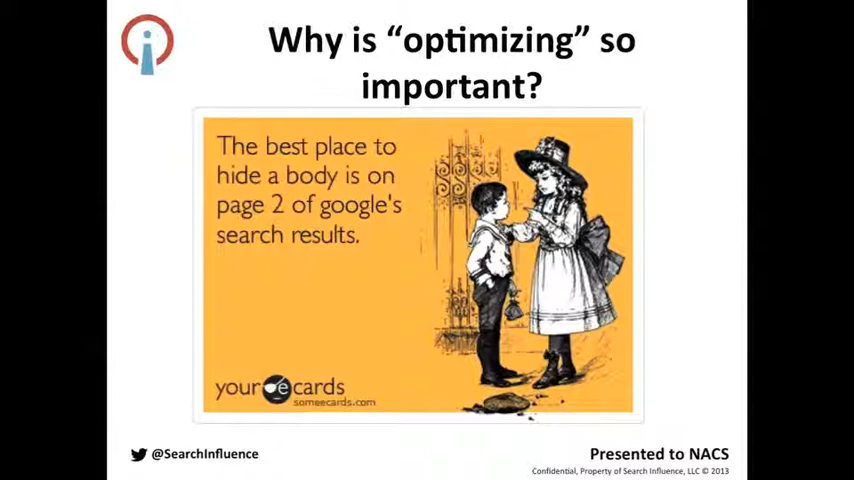 Why is “optimizing” so
important?
The best place to
hide a body is on
page 2 of google's
search results.
your e cards
someecards.com
@SearchInfluence
Presented to NACS
Confidential, Property of Search Influence, LLC © 2013